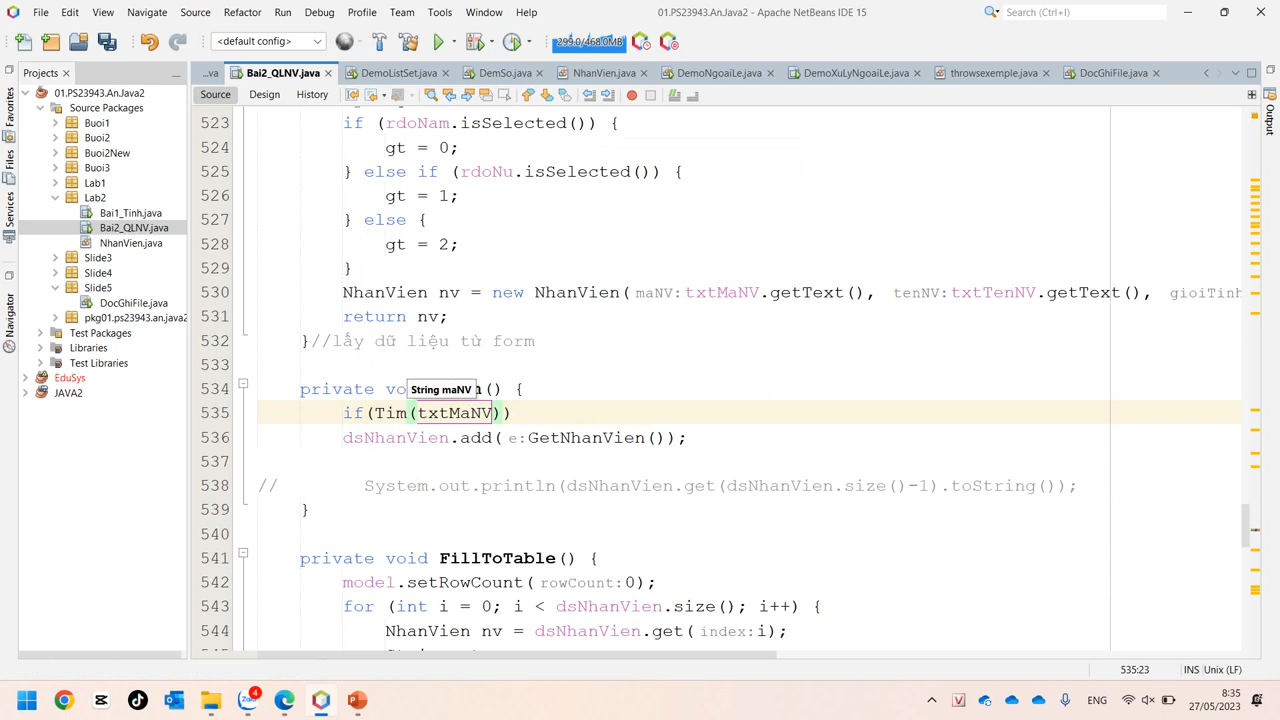 File Edit View Navigate Source Refactor Run Debug Profile Team Tools Window Help
01.PS23943.AnJava2 - Apache NetBeans IDE 15
Search (Ctrl+I)
<default config>
299.0/468.0MB
Projects
...va
Bai2_QLNV.java
DemoListSet.java
DemSo.java
NhanVien.java
DemoNgoaiLe.java
DemoXuLyNgoaiLe.java
throwsexemple.java
DocGhiFile.java
Source Design History
Favorites
Files
Services
Navigator
Output
01.PS23943.An.Java2
Source Packages
Buoi1
Buoi2
Buoi2New
Buoi3
Lab1
Lab2
Bai1_Tinh.java
Bai2_QLNV.java
NhanVien.java
Slide3
Slide4
Slide5
DocGhiFile.java
pkg01.ps23943.an.java2
Test Packages
Libraries
Test Libraries
EduSys
JAVA2
523 if (rdoNam.isSelected()) {
524 gt = 0;
525 } else if (rdoNu.isSelected()) {
526 gt = 1;
527 } else {
528 gt = 2;
529 }
530 NhanVien nv = new NhanVien( maNV: txtMaNV.getText(), tenNV: txtTenNV.getText(), gioiTinh
531 return nv;
532 }//lấy dữ liệu từ form
533
String maNV
534 private vo n() {
535 if(Tim(txtMaNV))
536 dsNhanVien.add( e: GetNhanVien());
537
538 // System.out.println(dsNhanVien.get(dsNhanVien.size()-1).toString());
539 }
540
541 private void FillToTable() {
542 model.setRowCount( rowCount: 0);
543 for (int i = 0; i < dsNhanVien.size(); i++) {
544 NhanVien nv = dsNhanVien.get( index: i);
535:23 INS Unix (LF)
Zalo
4
ENG
8:35
27/05/2023